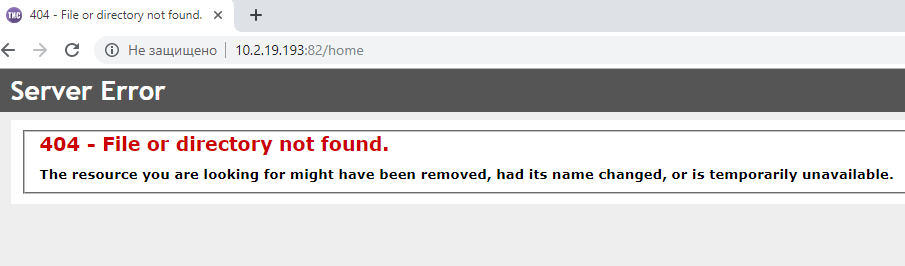 ТИС 404 - File or directory not found.
Не защищено 10.2.19.193:82/home
Server Error
404 - File or directory not found.
The resource you are looking for might have been removed, had its name changed, or is temporarily unavailable.